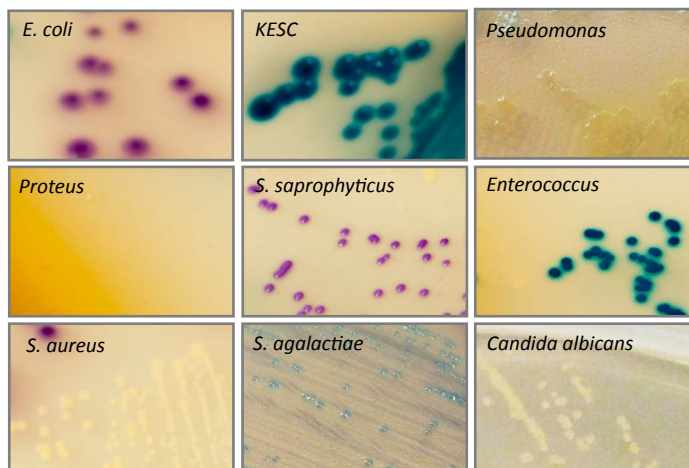 E. coli
KESC
Pseudomonas
Proteus
S. saprophyticus
Enterococcus
S. aureus
S. agalactiae
Candida albicans